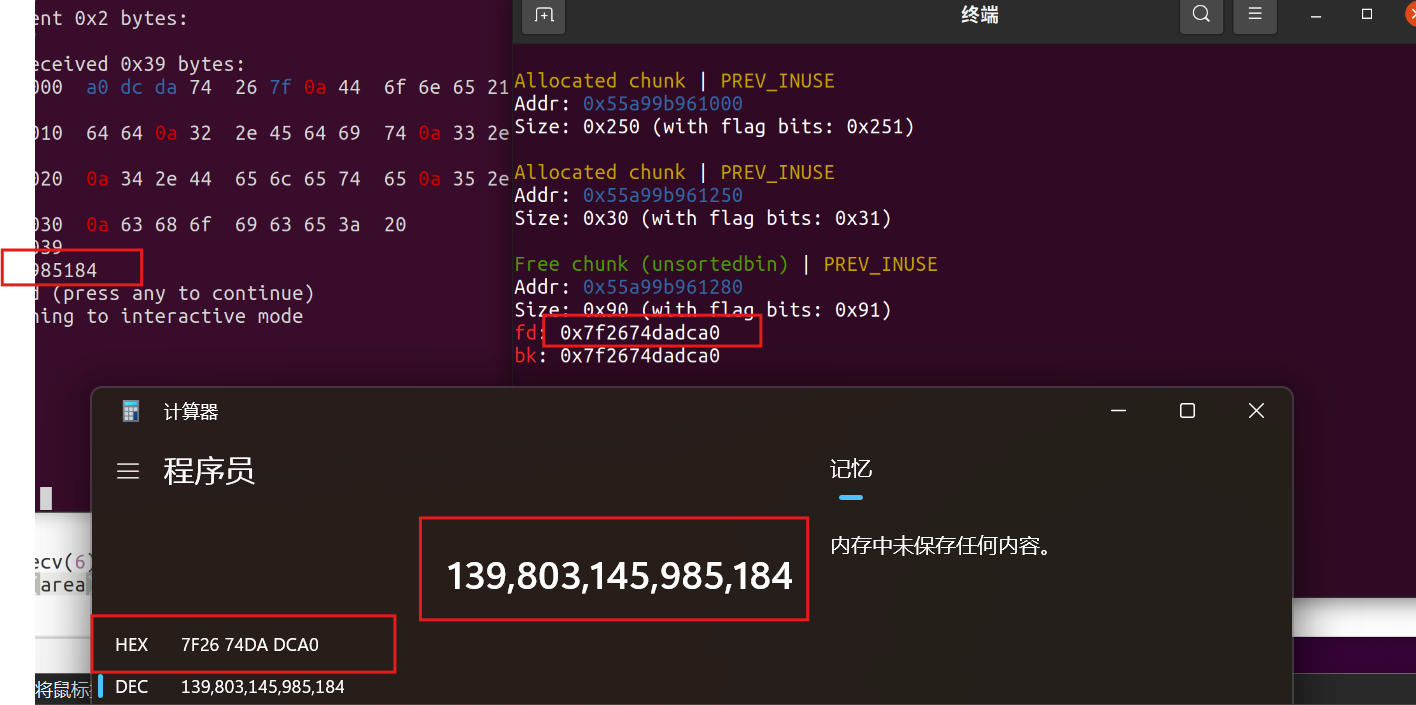 ent 0x2 bytes:
eceived 0x39 bytes:
000 a0 dc da 74 26 7f 0a 44 6f 6e 65 21
010 64 64 0a 32 2e 45 64 69 74 0a 33 2e
020 0a 34 2e 44 65 6c 65 74 65 0a 35 2e
030 0a 63 68 6f 69 63 65 3a 20
039
985184
d (press any to continue)
hing to interactive mode
终端
Allocated chunk | PREV_INUSE
Addr: 0x55a99b961000
Size: 0x250 (with flag bits: 0x251)
Allocated chunk | PREV_INUSE
Addr: 0x55a99b961250
Size: 0x30 (with flag bits: 0x31)
Free chunk (unsortedbin) | PREV_INUSE
Addr: 0x55a99b961280
Size: 0x90 (with flag bits: 0x91)
fd: 0x7f2674dadca0
bk: 0x7f2674dadca0
ecv(6)
area
将鼠标
计算器
程序员
139,803,145,985,184
HEX 7F26 74DA DCA0
DEC 139,803,145,985,184
记忆
内存中未保存任何内容。